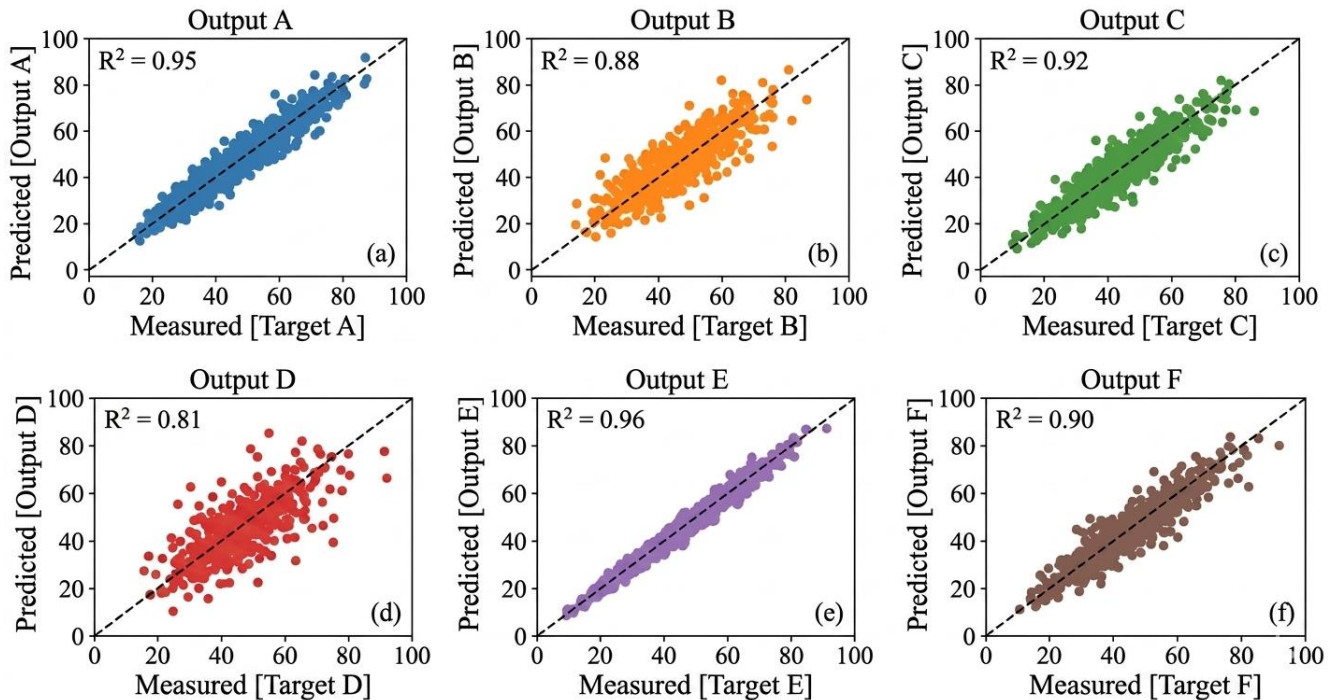 Output A
Output B
Output C
R² = 0.95
R² = 0.88
R² = 0.92
Predicted [Output A]
Predicted [Output B]
Predicted [Output C]
100
80
60
40
20
0
100
80
60
40
20
0
100
80
60
40
20
0
(a)
(b)
(c)
0 20 40 60 80 100
0 20 40 60 80 100
0 20 40 60 80 100
Measured [Target A]
Measured [Target B]
Measured [Target C]
Output D
Output E
Output F
R² = 0.81
R² = 0.96
R² = 0.90
Predicted [Output D]
Predicted [Output E]
Predicted [Output F]
100
80
60
40
20
0
100
80
60
40
20
0
100
80
60
40
20
0
(d)
(e)
(f)
0 20 40 60 80 100
0 20 40 60 80 100
0 20 40 60 80 100
Measured [Target D]
Measured [Target E]
Measured [Target F]